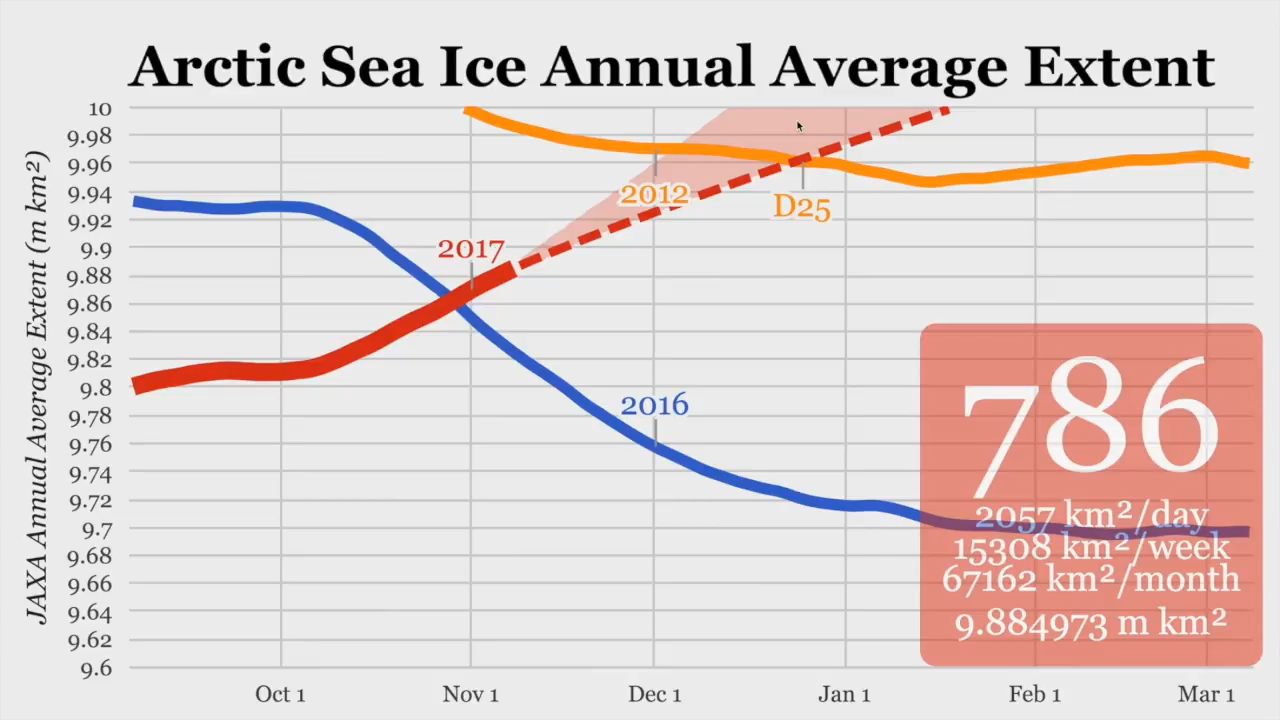 Arctic Sea Ice Annual Average Extent
JAXA Annual Average Extent (m km²)
10
9.98
9.96
9.94
9.92
9.9
9.88
9.86
9.84
9.82
9.8
9.78
9.76
9.74
9.72
9.7
9.68
9.66
9.64
9.62
9.6
2012
D25
2017
2016
786
2057 km²/day
15308 km²/week
67162 km²/month
9.884973 m km²
Oct 1
Nov 1
Dec 1
Jan 1
Feb 1
Mar 1